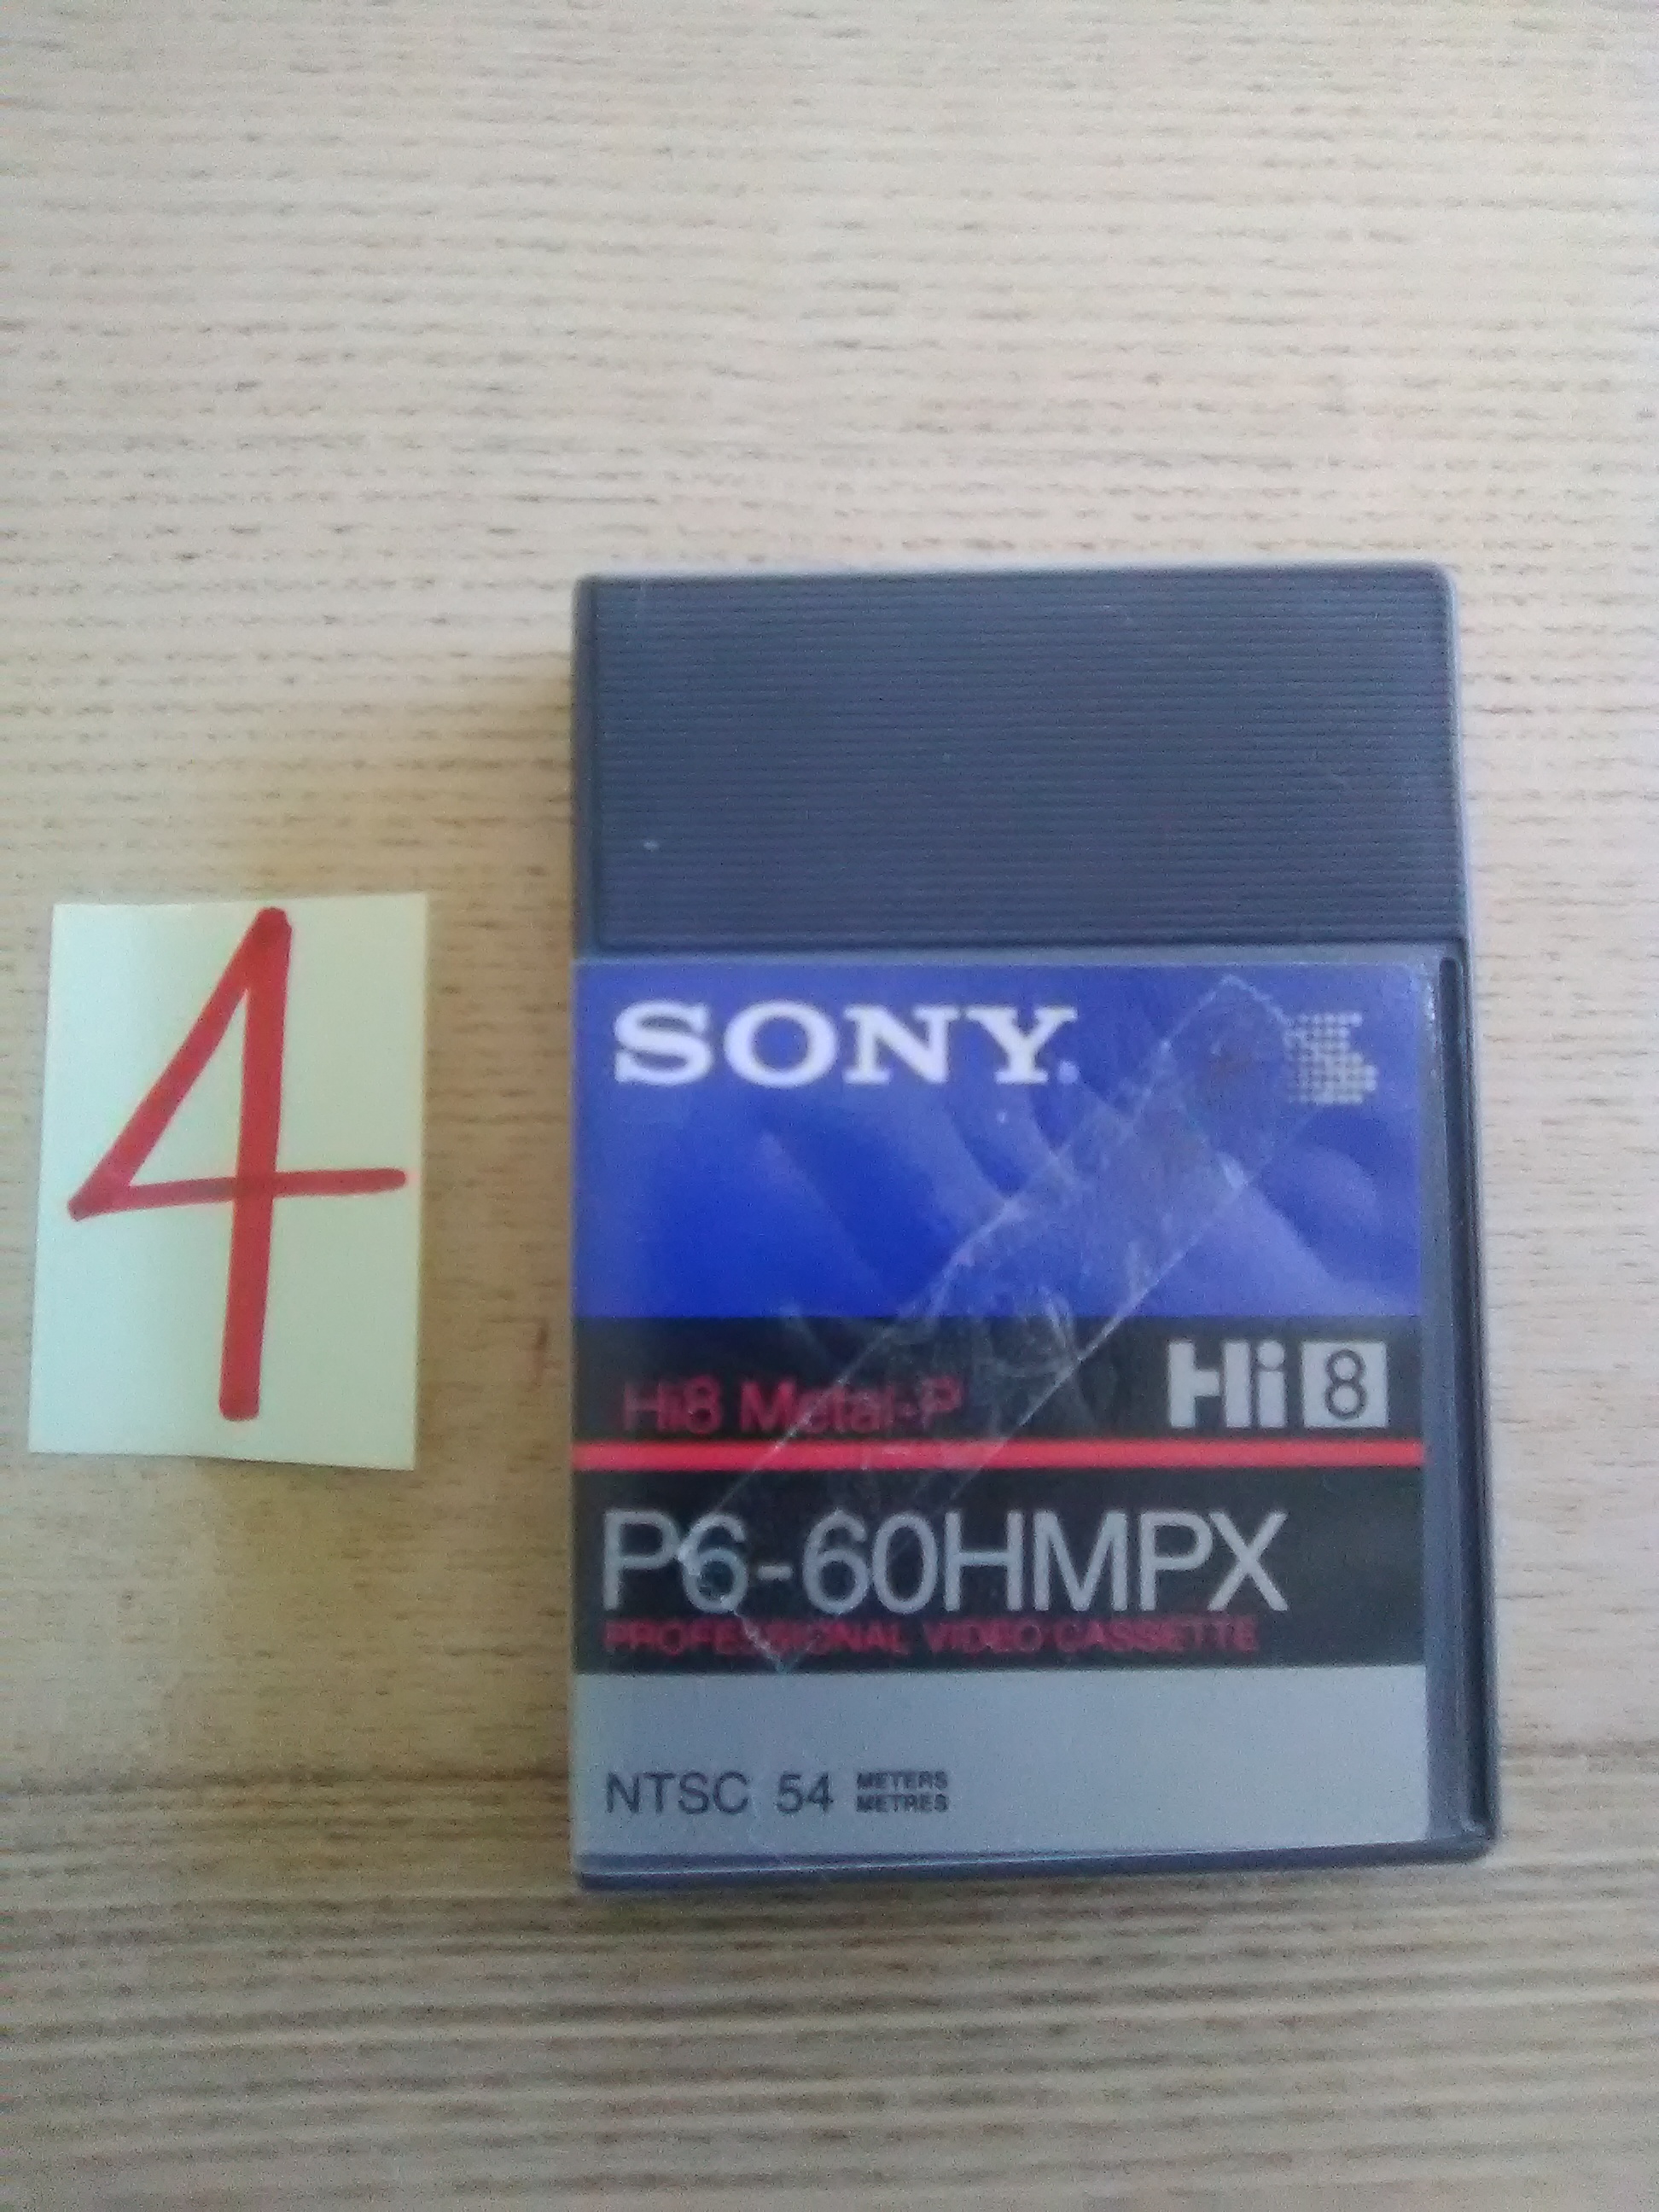 4
SONY
Hi8 Metal-P
Hi8
P6-60HMPX
PROFESSIONAL VIDEO CASSETTE
NTSC 54 METERS
METRES